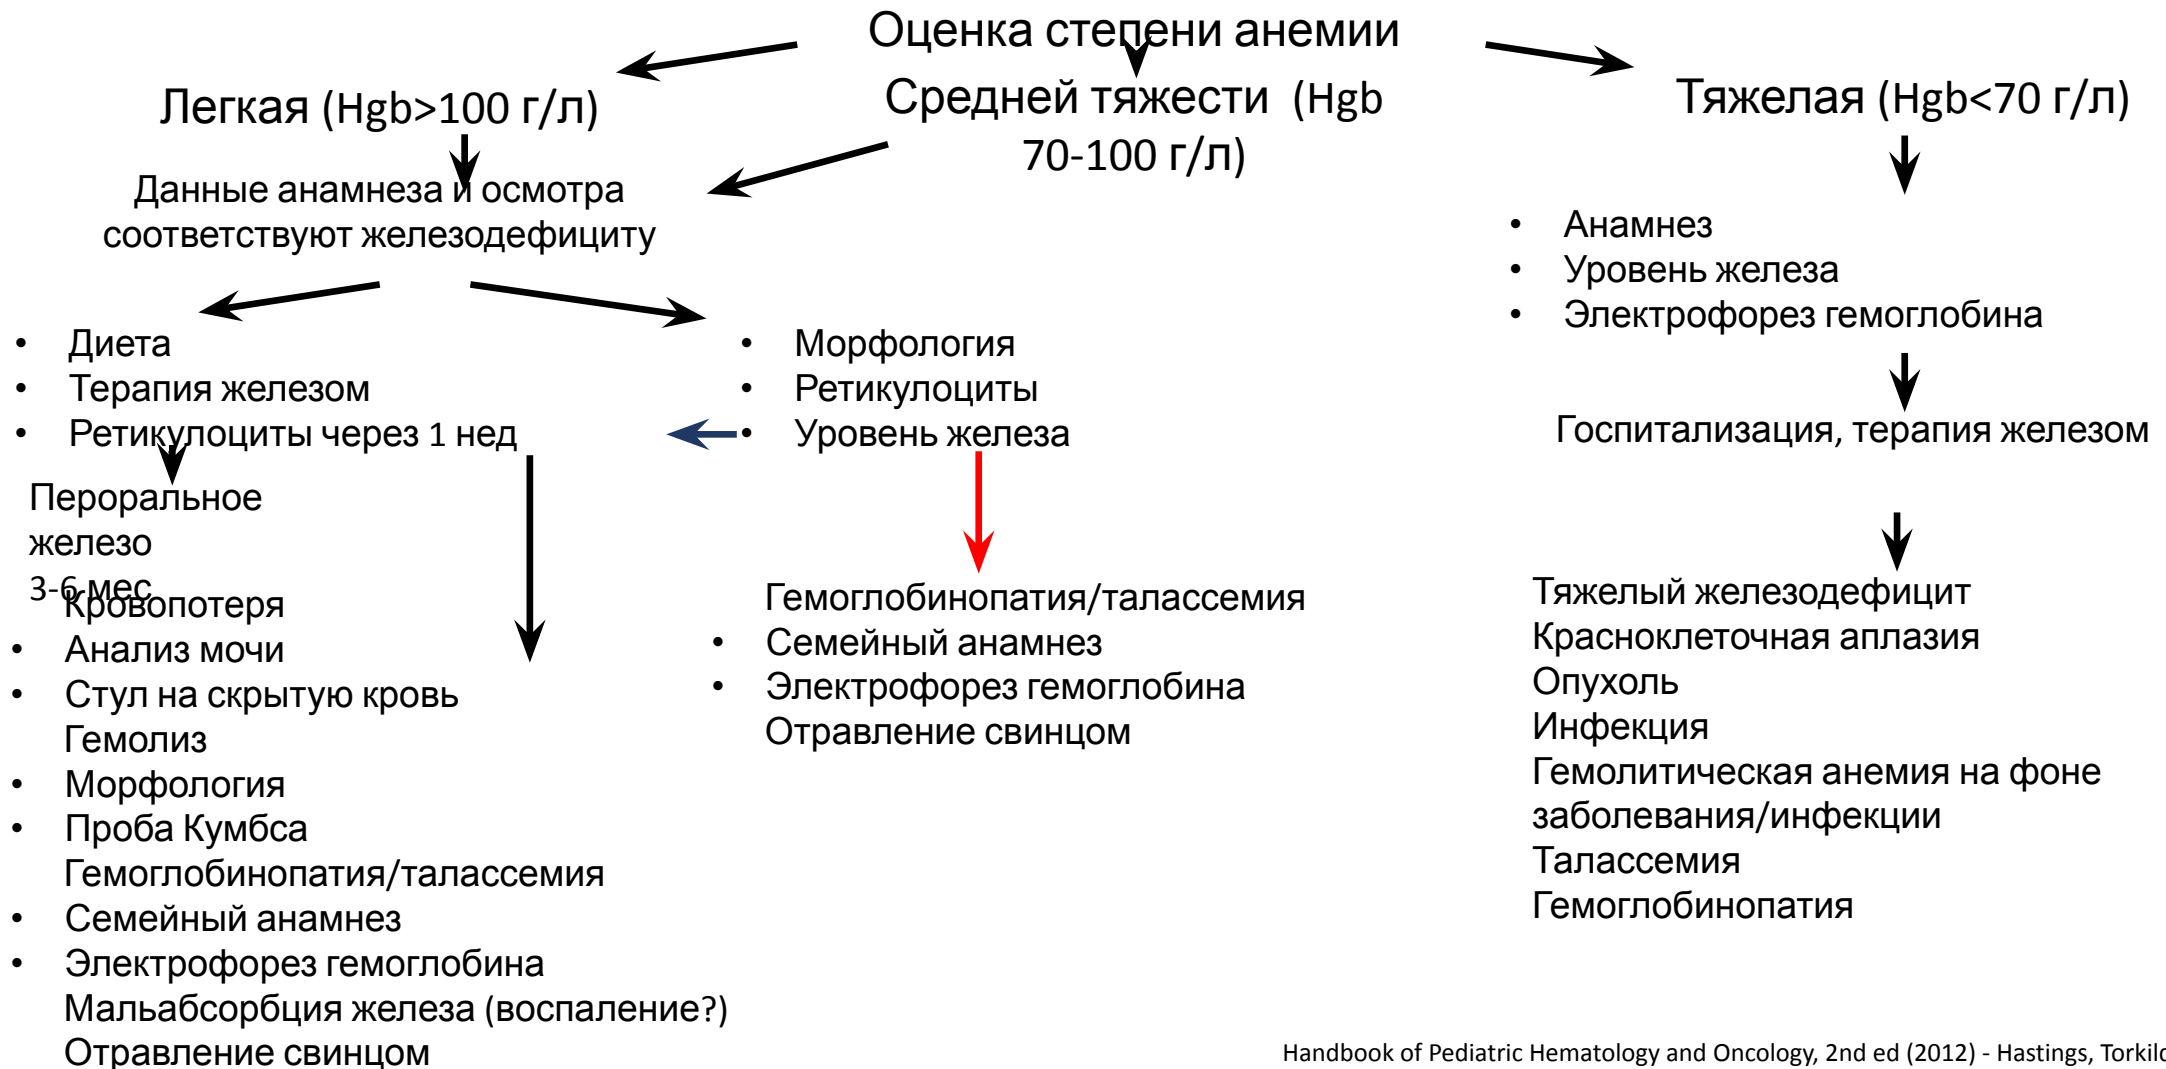 Оценка степени анемии
Легкая (Hgb>100 г/л)
Средней тяжести (Hgb
70-100 г/л)
Тяжелая (Hgb<70 г/л)
Данные анамнеза и осмотра
соответствуют железодефициту
• Анамнез
• Уровень железа
• Электрофорез гемоглобина
• Диета
• Терапия железом
• Ретикулоциты через 1 нед
• Морфология
• Ретикулоциты
• Уровень железа
Госпитализация, терапия железом
Пероральное
железо
3-6 мес
Кровопотеря
• Анализ мочи
• Стул на скрытую кровь
Гемолиз
• Морфология
• Проба Кумбса
Гемоглобинопатия/талассемия
• Семейный анамнез
• Электрофорез гемоглобина
Мальабсорбция железа (воспаление?)
Отравление свинцом
Гемоглобинопатия/талассемия
• Семейный анамнез
• Электрофорез гемоглобина
Отравление свинцом
Тяжелый железодефицит
Красноклеточная аплазия
Опухоль
Инфекция
Гемолитическая анемия на фоне
заболевания/инфекции
Талассемия
Гемоглобинопатия
Handbook of Pediatric Hematology and Oncology, 2nd ed (2012) - Hastings,